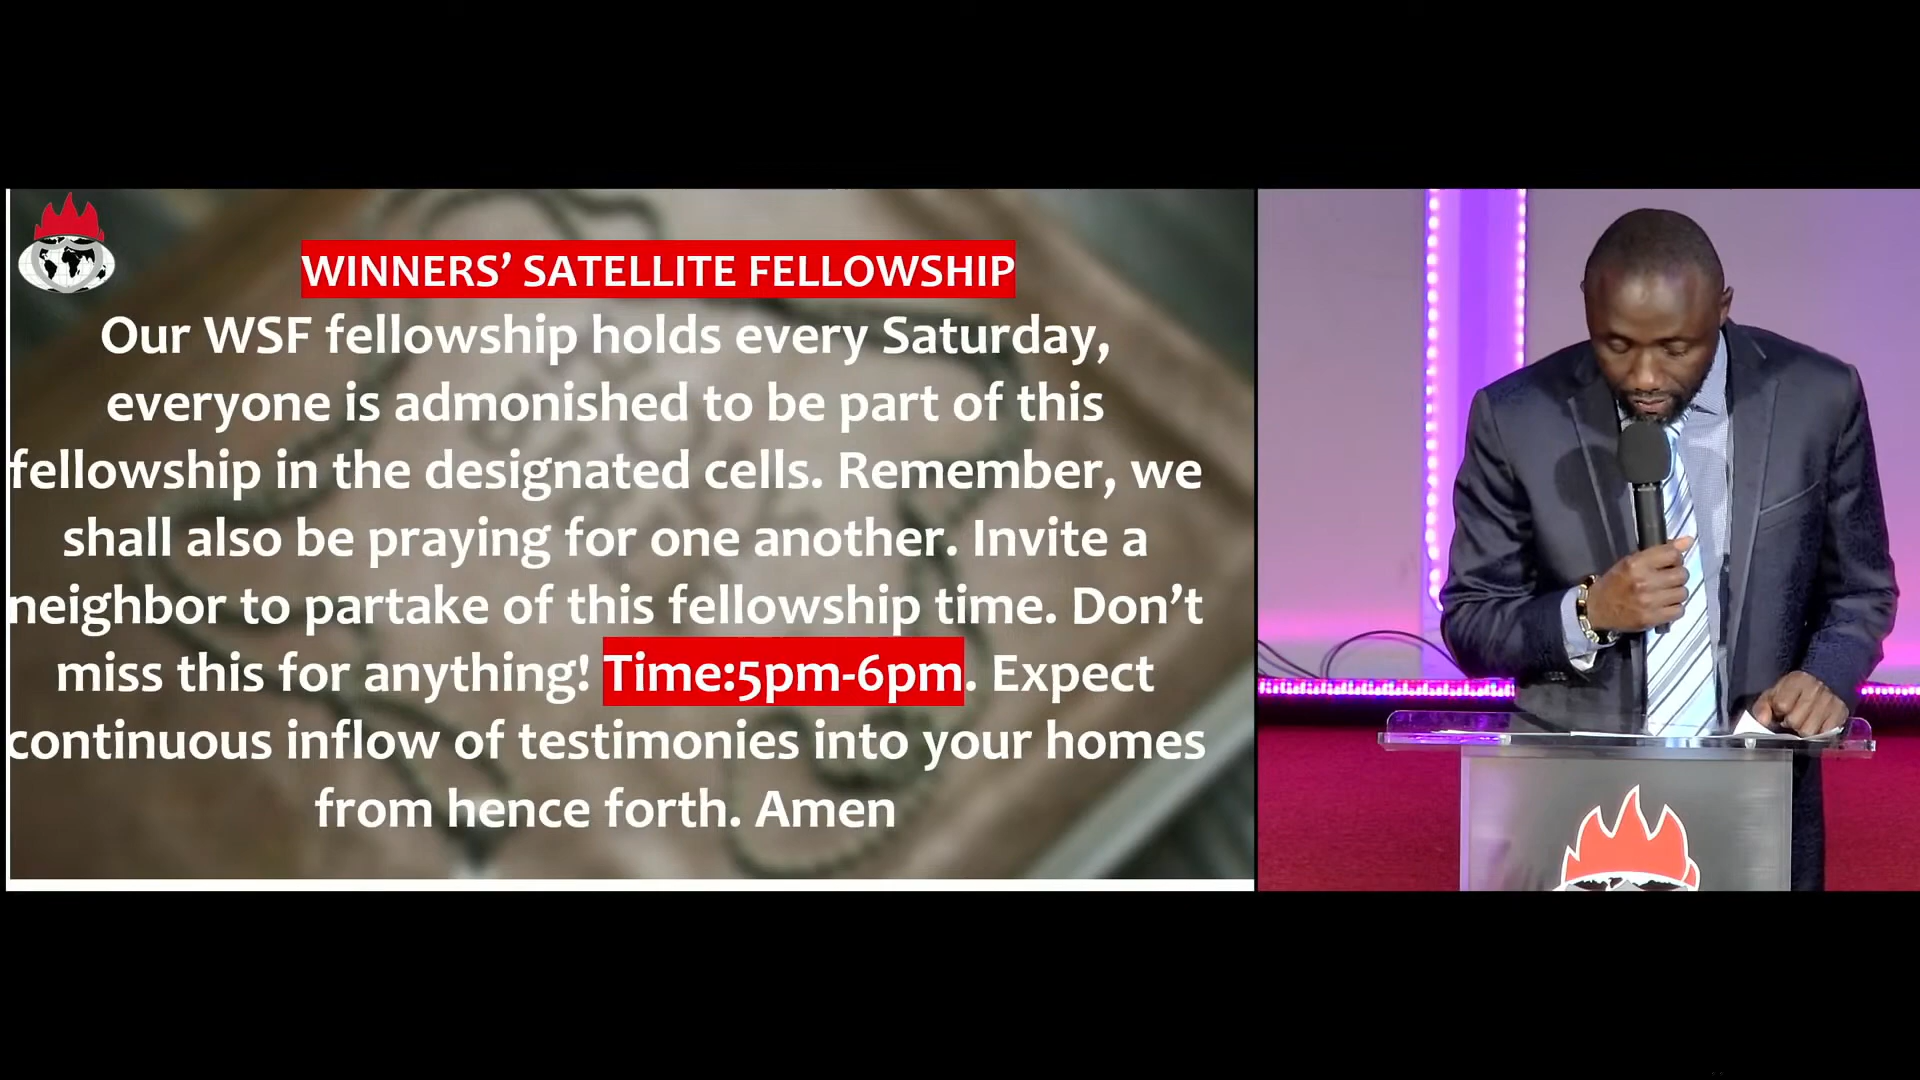 WINNERS’ SATELLITE FELLOWSHIP
Our WSF fellowship holds every Saturday,
everyone is admonished to be part of this
fellowship in the designated cells. Remember, we
shall also be praying for one another. Invite a
neighbor to partake of this fellowship time. Don’t
miss this for anything! Time:5pm-6pm. Expect
continuous inflow of testimonies into your homes
from hence forth. Amen